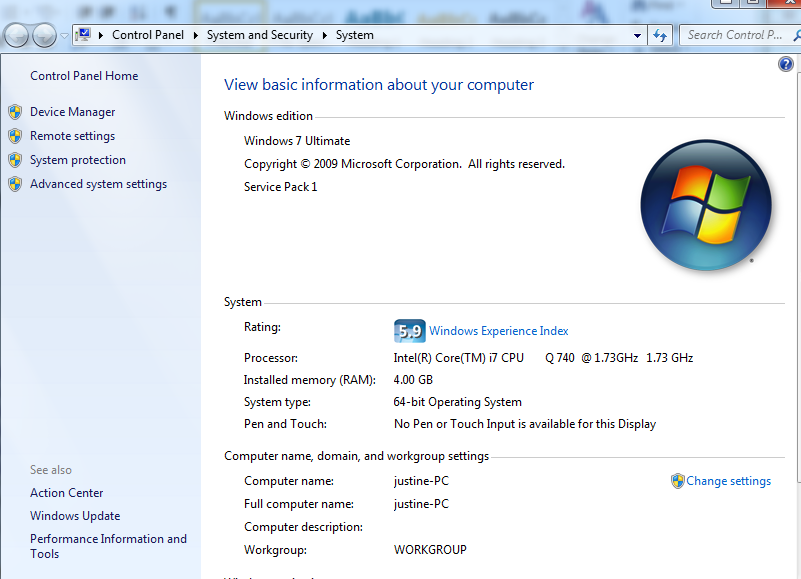 Control Panel ▸ System and Security ▸ System
Search Control P...
Control Panel Home
Device Manager
Remote settings
System protection
Advanced system settings
See also
Action Center
Windows Update
Performance Information and
Tools
View basic information about your computer
Windows edition
Windows 7 Ultimate
Copyright © 2009 Microsoft Corporation.  All rights reserved.
Service Pack 1
System
Rating: 5.9 Windows Experience Index
Processor: Intel(R) Core(TM) i7 CPU Q 740 @ 1.73GHz 1.73 GHz
Installed memory (RAM): 4.00 GB
System type: 64-bit Operating System
Pen and Touch: No Pen or Touch Input is available for this Display
Computer name, domain, and workgroup settings
Computer name: justine-PC Change settings
Full computer name: justine-PC
Computer description:
Workgroup: WORKGROUP